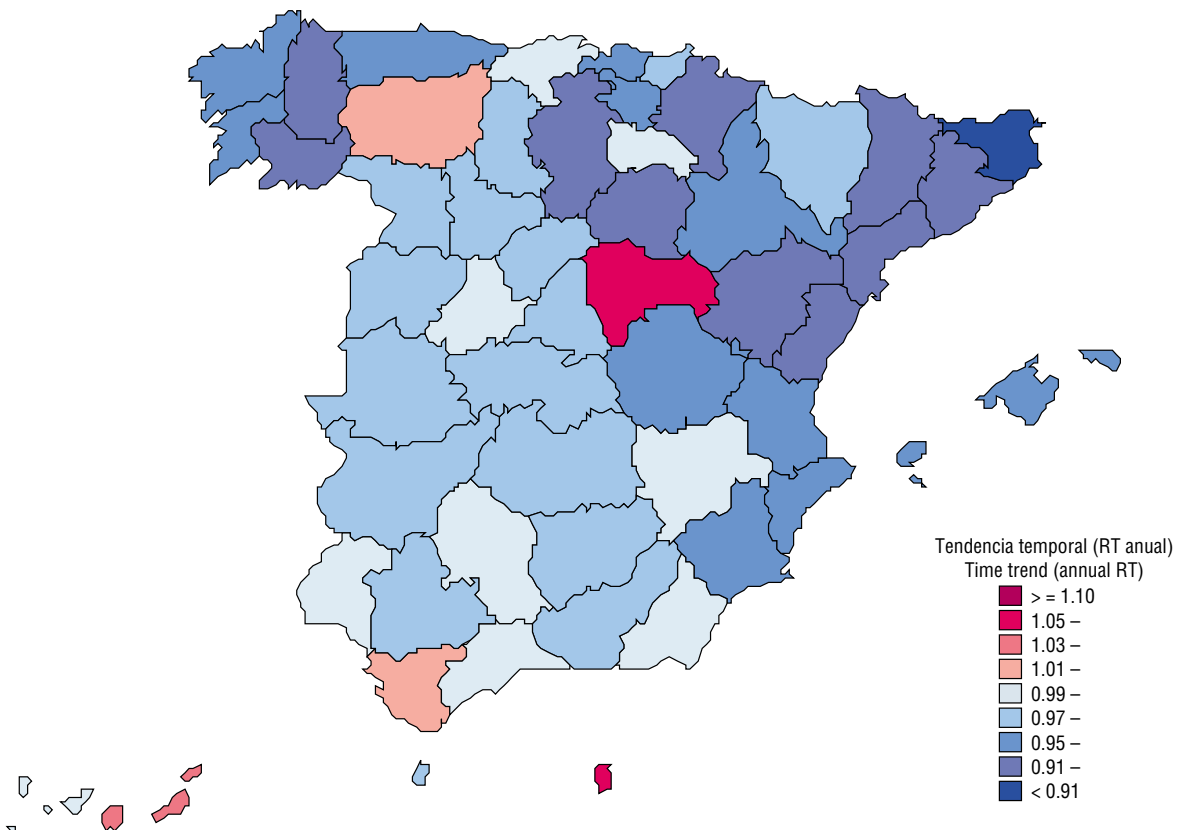 Tendencia temporal (RT anual)
Time trend (annual RT)
> = 1.10
1.05 –
1.03 –
1.01 –
0.99 –
0.97 –
0.95 –
0.91 –
< 0.91